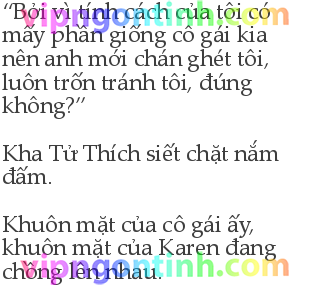 “Bởi vì tính cách của tôi có
mấy phần giống cô gái kia
nên anh mới chán ghét tôi,
luôn trốn tránh tôi, đúng
không?”
Kha Tử Thích siết chặt nắm
đấm.
Khuôn mặt của cô gái ấy,
khuôn mặt của Karen đang
chồng lên nhau.
vipngontinh.com
vipngontinh.com